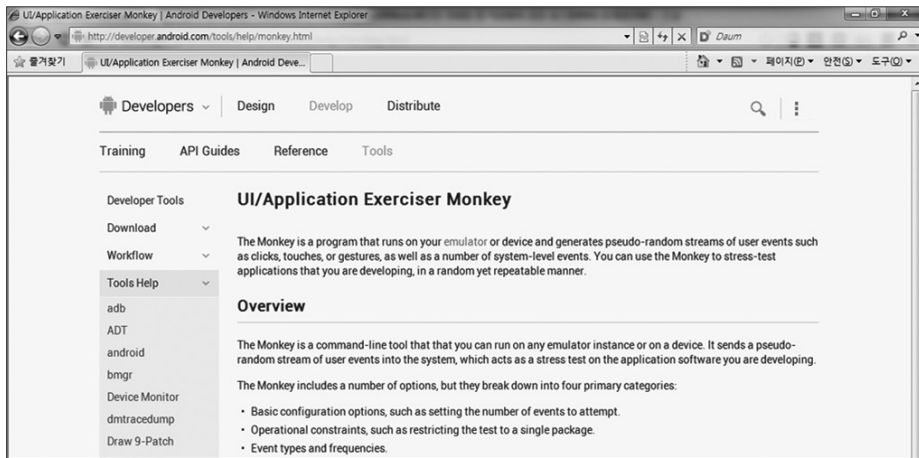 UI/Application Exerciser Monkey | Android Developers - Windows Internet Explorer
http://developer.android.com/tools/help/monkey.html
Daum
즐겨찾기
UI/Application Exerciser Monkey | Android Deve...
페이지(P)
안전(S)
도구(O)
Developers
Design
Develop
Distribute
Training
API Guides
Reference
Tools
Developer Tools
Download
Workflow
Tools Help
adb
ADT
android
bmgr
Device Monitor
dmtracedump
Draw 9-Patch
UI/Application Exerciser Monkey
The Monkey is a program that runs on your emulator or device and generates pseudo-random streams of user events such
as clicks, touches, or gestures, as well as a number of system-level events. You can use the Monkey to stress-test
applications that you are developing, in a random yet repeatable manner.
Overview
The Monkey is a command-line tool that that you can run on any emulator instance or on a device. It sends a pseudo-
random stream of user events into the system, which acts as a stress test on the application software you are developing.
The Monkey includes a number of options, but they break down into four primary categories:
• Basic configuration options, such as setting the number of events to attempt.
• Operational constraints, such as restricting the test to a single package.
• Event types and frequencies.